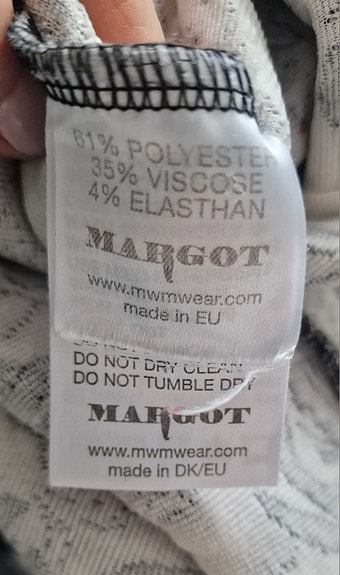 61% POLYESTER
35% VISCOSE
4% ELASTHAN
MARGOT
www.mwmwear.com
made in EU
DO NOT DRY CLEAN
DO NOT TUMBLE DRY
MARGOT
www.mwmwear.com
made in DK/EU